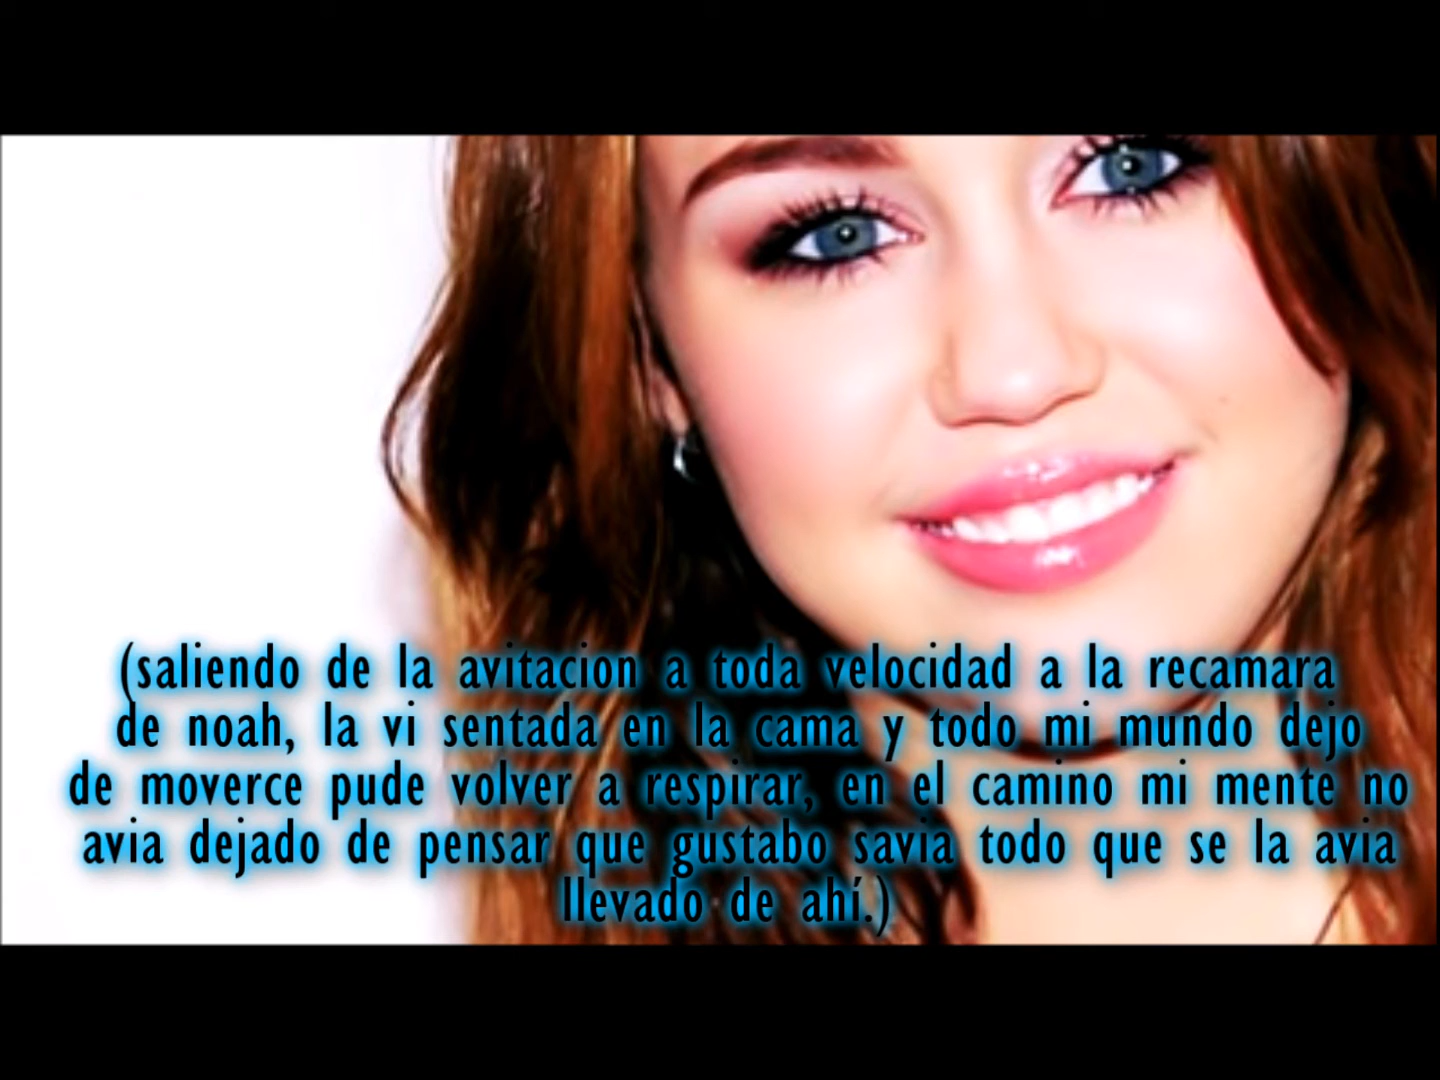 (saliendo de la avitacion a toda velocidad a la recamara
de noah, la vi sentada en la cama y todo mi mundo dejo
de moverce pude volver a respirar, en el camino mi mente no
avia dejado de pensar que gustabo savia todo que se la avia
llevado de ahí.)